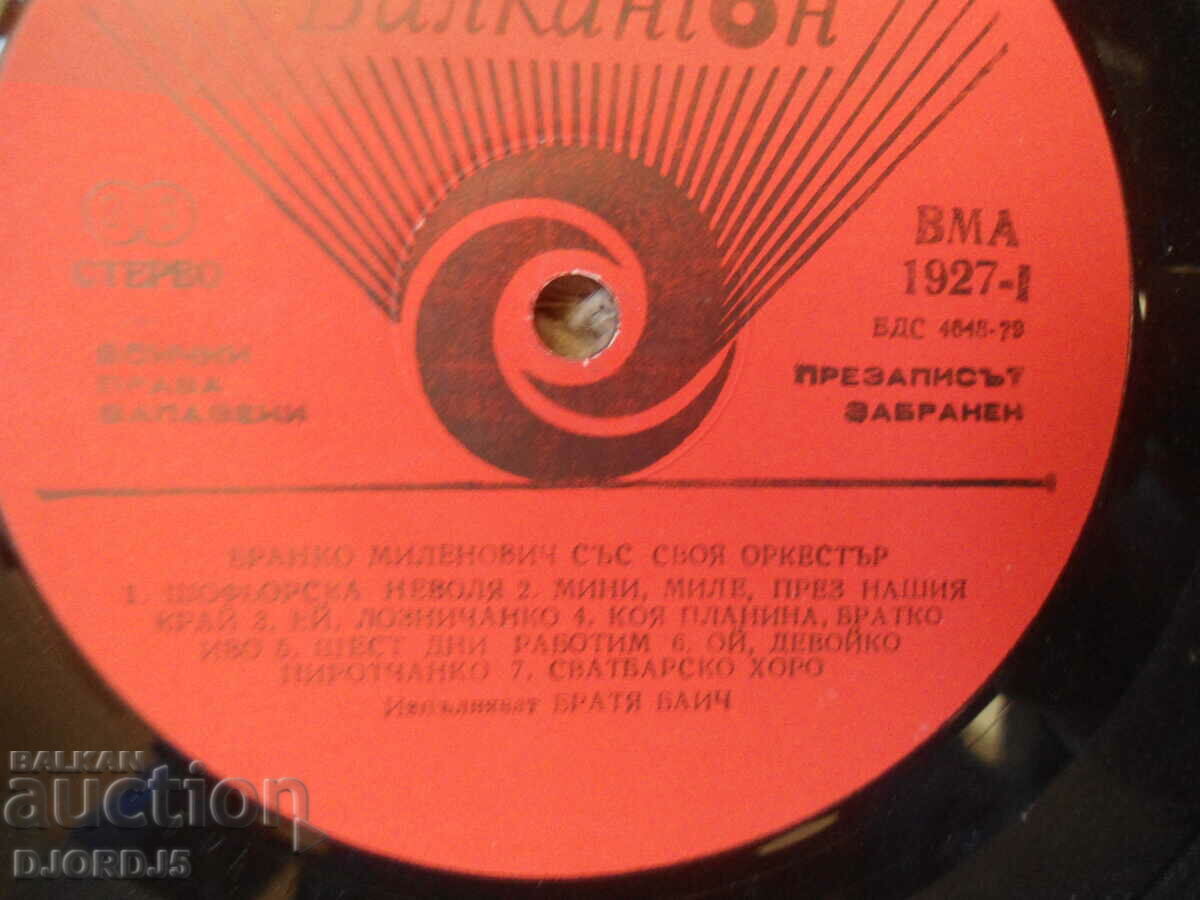 Балкантон
33
СТЕРЕО
ВСИЧКИ
ПРАВА
ЗАПАЗЕНИ
ВМА
1927-I
БДС 4645-79
ПРЕЗАПИСЪТ
ЗАБРАНЕН
БРАНКО МИЛЕНОВИЧ СЪС СВОЯ ОРКЕСТЪР
1. ШОФЬОРСКА НЕВОЛЯ 2. МИНИ, МИЛЕ, ПРЕЗ НАШИЯ
КРАЙ 3. ЕЙ, ЛОЗНИЧАНКО 4. КОЯ ПЛАНИНА, БРАТКО
ИВО 5. ШЕСТ ДНИ РАБОТИМ 6. ОЙ, ДЕВОЙКО
ПИРОТЧАНКО 7. СВАТБАРСКО ХОРО
Изпълняват БРАТЯ БАИЧ
BALKAN
auction
DJORDJ5